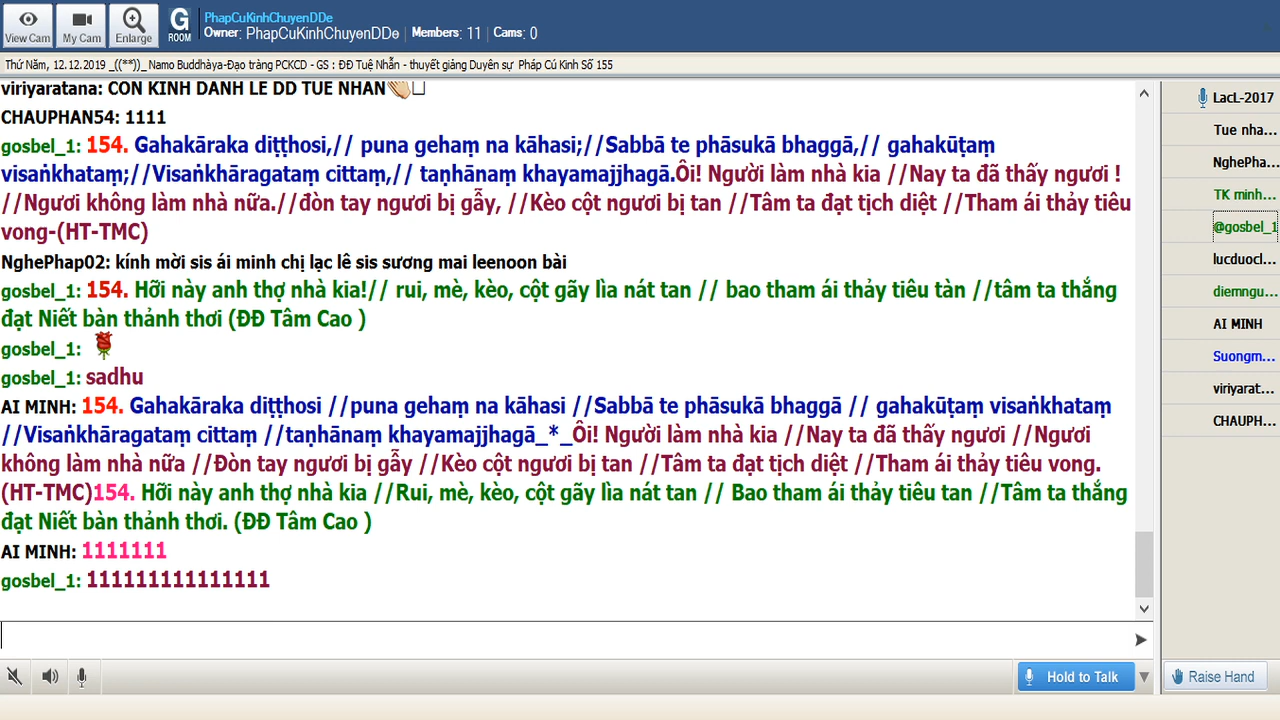 PhapCuKinhChuyenDDe
Owner: PhapCuKinhChuyenDDe | Members: 11 | Cams: 0
View Cam
My Cam
Enlarge
G
ROOM
Thứ Năm, 12.12.2019 _((**))_ Namo Buddhàya-Đạo tràng PCKCD - GS : ĐĐ Tuệ Nhẫn - thuyết giảng Duyên sự Pháp Cú Kinh Số 155
viriyaratana: CON KINH DANH LE DD TUE NHAN👏🏻
CHAUPHAN54: 1111
gosbel_1: 154. Gahakāraka diṭṭhosi,// puna gehaṃ na kāhasi;//Sabbā te phāsukā bhaggā,// gahakūṭaṃ
visaṅkhataṃ;//Visaṅkhāragataṃ cittaṃ,// taṇhānaṃ khayamajjhagā.Ôi! Người làm nhà kia //Nay ta đã thấy ngươi !
//Ngươi không làm nhà nữa.//đòn tay ngươi bị gẫy, //Kèo cột ngươi bị tan //Tâm ta đạt tịch diệt //Tham ái thảy tiêu
vong-(HT-TMC)
NghePhap02: kính mời sis ái minh chị lạc lê sis sương mai leenoon bài
gosbel_1: 154. Hỡi này anh thợ nhà kia!// rui, mè, kèo, cột gãy lìa nát tan // bao tham ái thảy tiêu tàn //tâm ta thắng
đạt Niết bàn thảnh thơi (ĐĐ Tâm Cao )
gosbel_1: 🌹
gosbel_1: sadhu
AI MINH: 154. Gahakāraka diṭṭhosi //puna gehaṃ na kāhasi //Sabbā te phāsukā bhaggā // gahakūṭaṃ visaṅkhataṃ
//Visaṅkhāragataṃ cittaṃ //taṇhānaṃ khayamajjhagā_*_Ôi! Người làm nhà kia //Nay ta đã thấy ngươi //Ngươi
không làm nhà nữa //Đòn tay ngươi bị gẫy //Kèo cột ngươi bị tan //Tâm ta đạt tịch diệt //Tham ái thảy tiêu vong.
(HT-TMC)154. Hỡi này anh thợ nhà kia //Rui, mè, kèo, cột gãy lìa nát tan // Bao tham ái thảy tiêu tan //Tâm ta thắng
đạt Niết bàn thảnh thơi. (ĐĐ Tâm Cao )
AI MINH: 1111111
gosbel_1: 111111111111111
LacL-2017
Tue nha...
NghePha...
TK minh...
@gosbel_1
lucduocl...
diemngu...
AI MINH
Suongm...
viriyarat...
CHAUPH...
Hold to Talk
Raise Hand